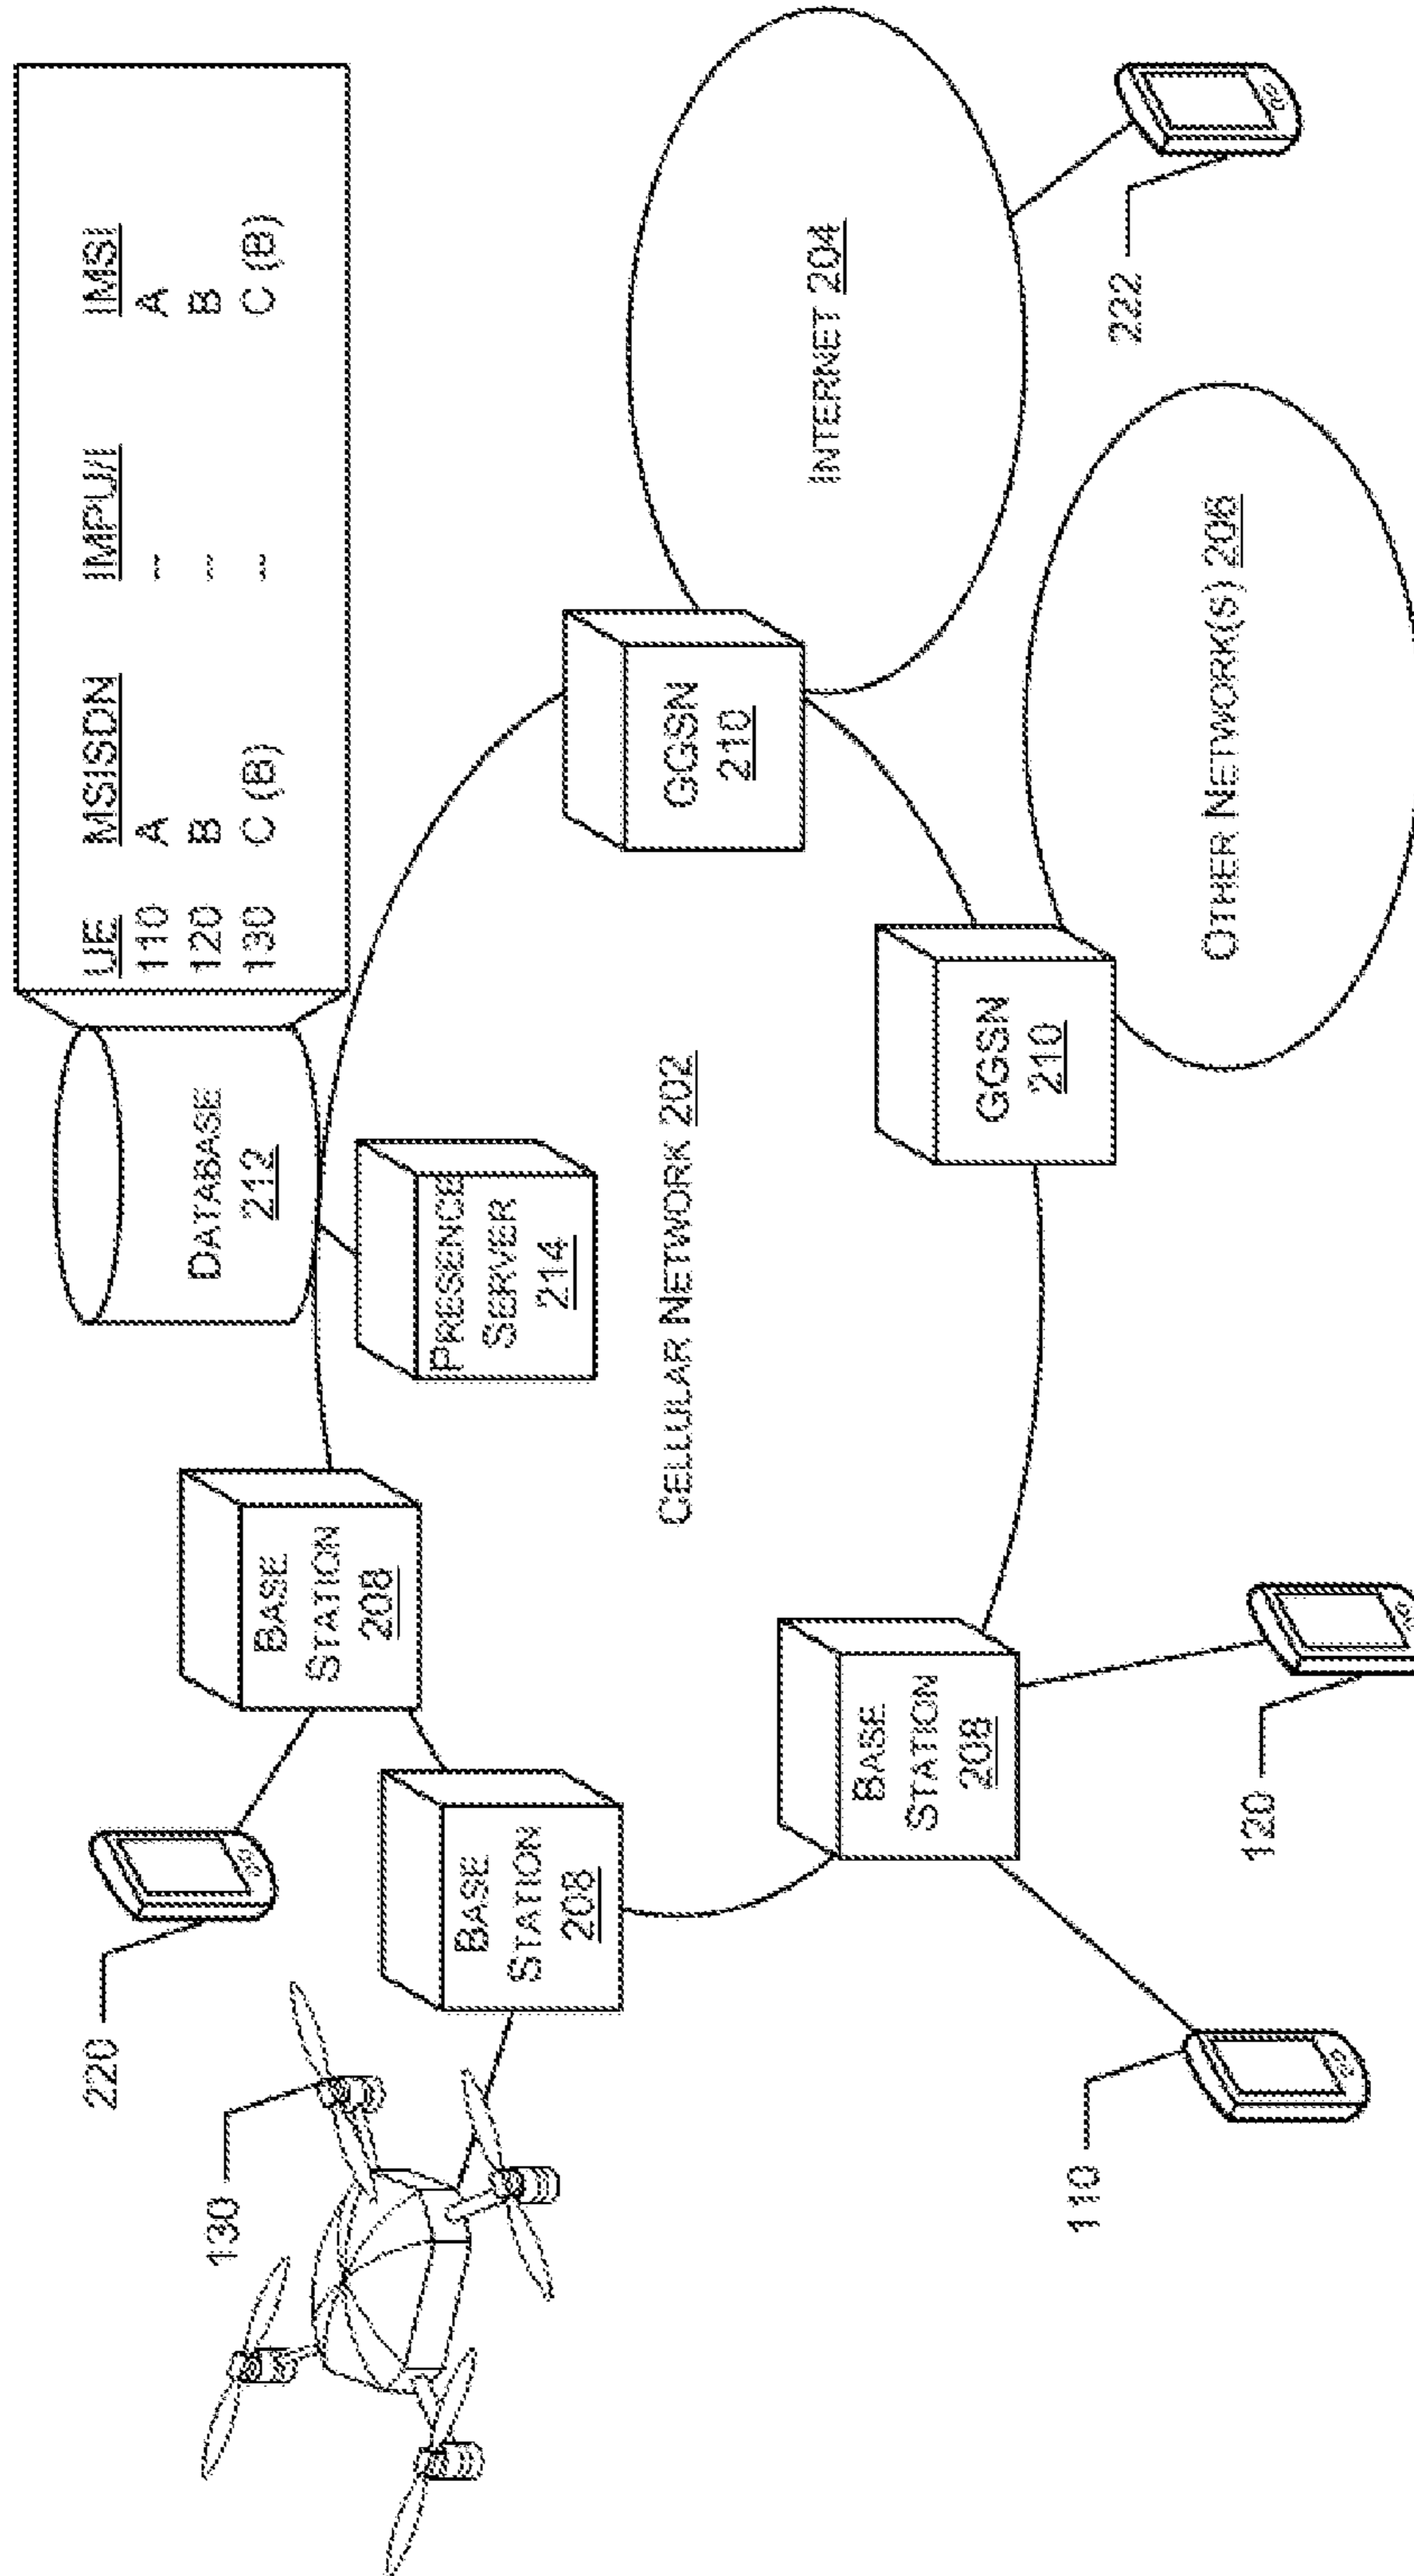 UE MSISDN IMPU/I IMSI
110 A --- A
120 B --- B
130 C (B) --- C (B)
DATABASE
212
220
130
BASE
STATION
208
PRESENCE
SERVER
214
BASE
STATION
208
CELLULAR NETWORK 202
GGSN
210
INTERNET 204
BASE
STATION
208
GGSN
210
222
OTHER NETWORK(S) 206
110
120